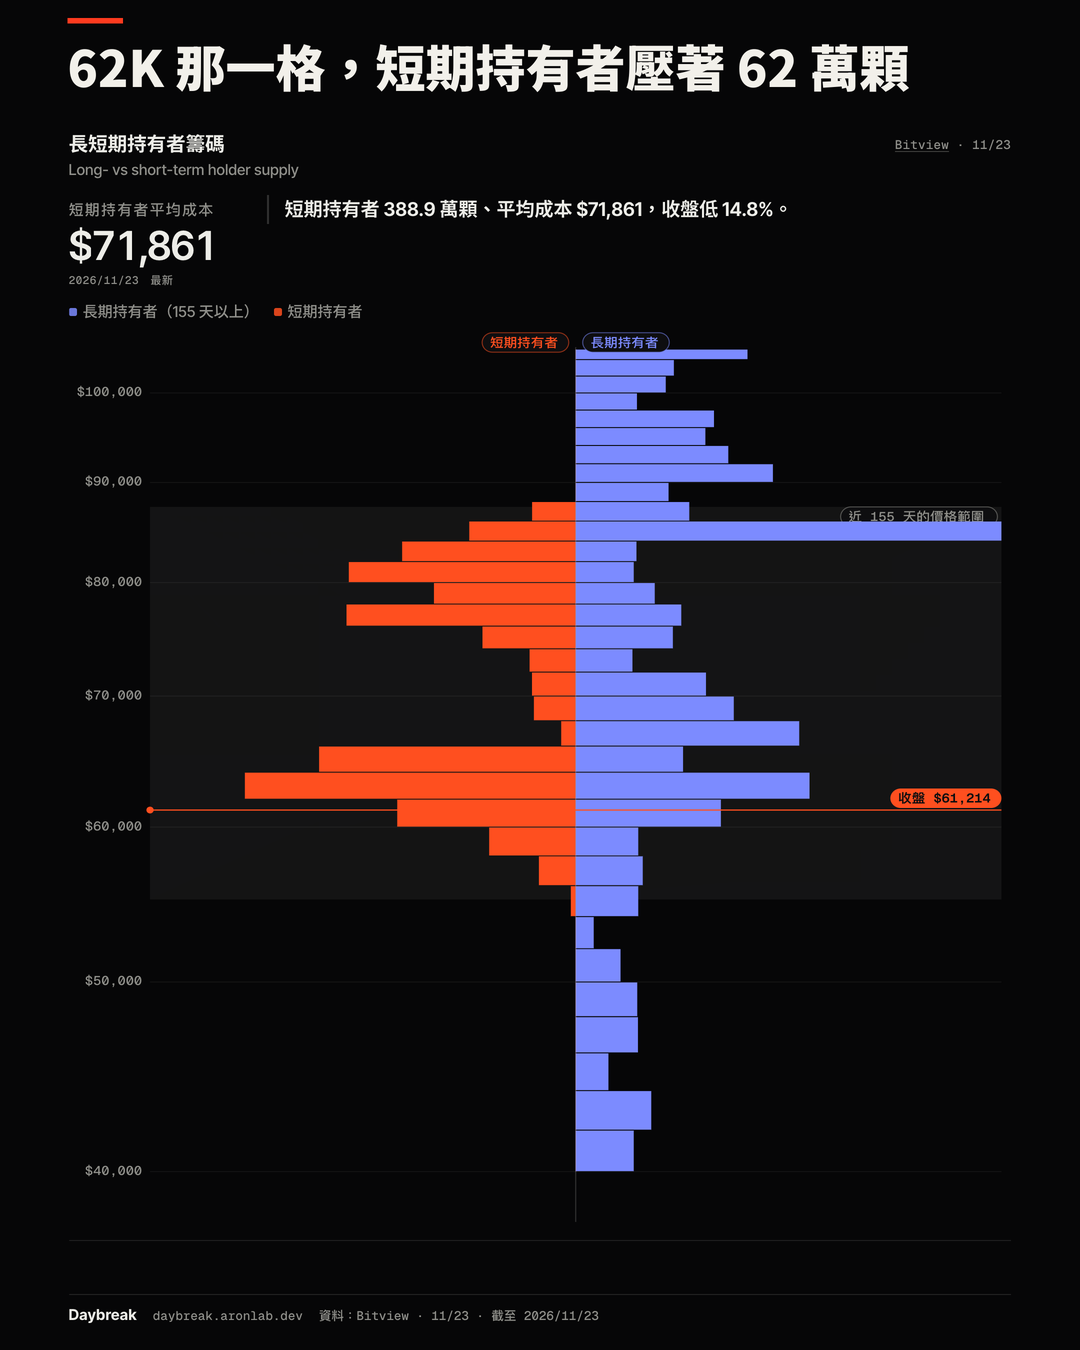 62K 那一格，短期持有者壓著 62 萬顆
長短期持有者籌碼
Bitview · 11/23
Long- vs short-term holder supply
短期持有者平均成本
短期持有者 388.9 萬顆、平均成本 $71,861，收盤低 14.8%。
$71,861
2026/11/23 最新
長期持有者（155 天以上） 短期持有者
短期持有者 長期持有者
$100,000
$90,000
近 155 天的價格範圍
$80,000
$70,000
收盤 $61,214
$60,000
$50,000
$40,000
Daybreak daybreak.aronlab.dev 資料：Bitview · 11/23 · 截至 2026/11/23